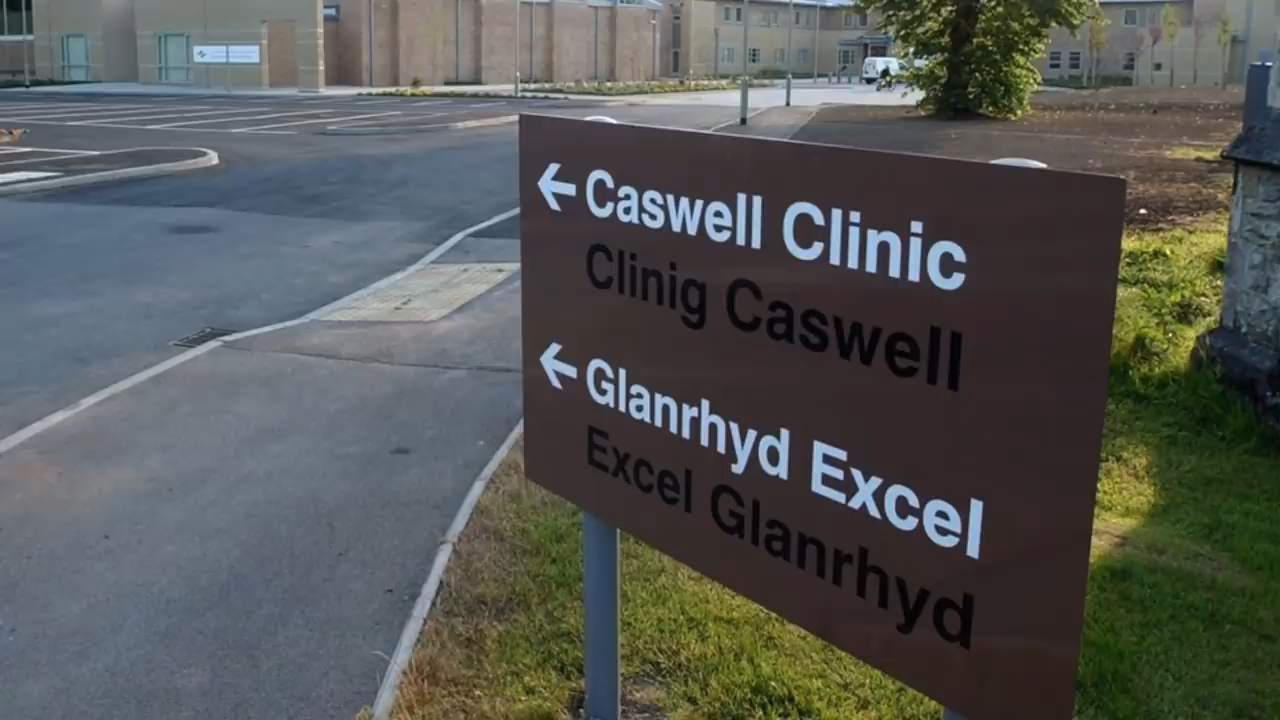 ← Caswell Clinic
Clinig Caswell
← Glanrhyd Excel
Excel Glanrhyd